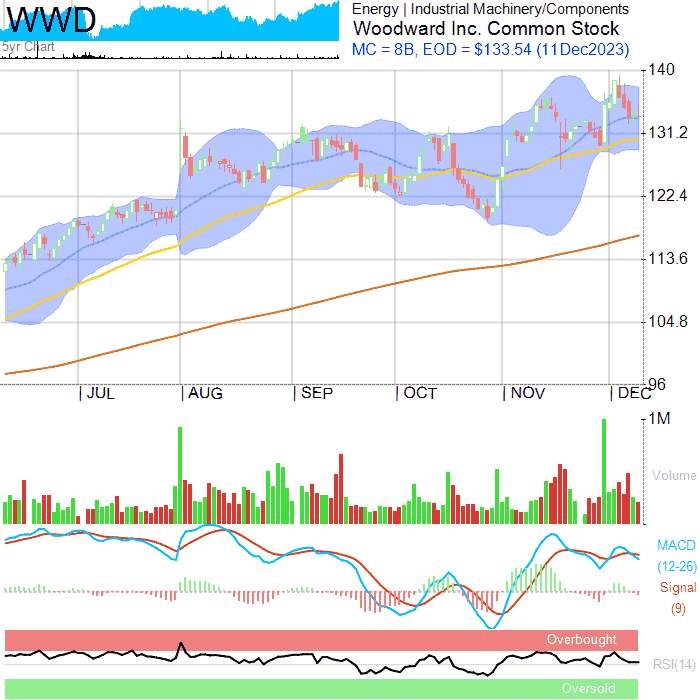 WWD
5yr Chart
Energy | Industrial Machinery/Components
Woodward Inc. Common Stock
MC = 8B, EOD = $133.54 (11Dec2023)
140
131.2
122.4
113.6
104.8
96
JUL
AUG
SEP
OCT
NOV
DEC
1M
Volume
MACD
(12-26)
Signal
(9)
Overbought
RSI(14)
Oversold